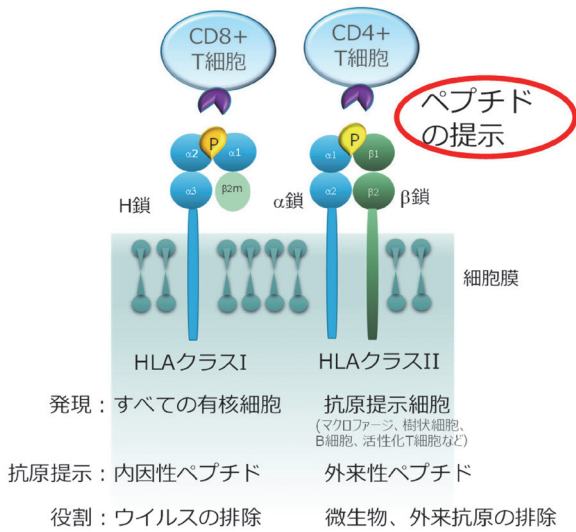 CD8+
T細胞
CD4+
T細胞
ペプチド
の提示
P
P
α2
α1
α1
β1
α3
β2m
α2
β2
H鎖
α鎖
β鎖
細胞膜
HLAクラスI
HLAクラスII
発現：すべての有核細胞
抗原提示細胞
(マクロファージ、樹状細胞、
B細胞、活性化T細胞など)
抗原提示：内因性ペプチド
外来性ペプチド
役割：ウイルスの排除
微生物、外来抗原の排除